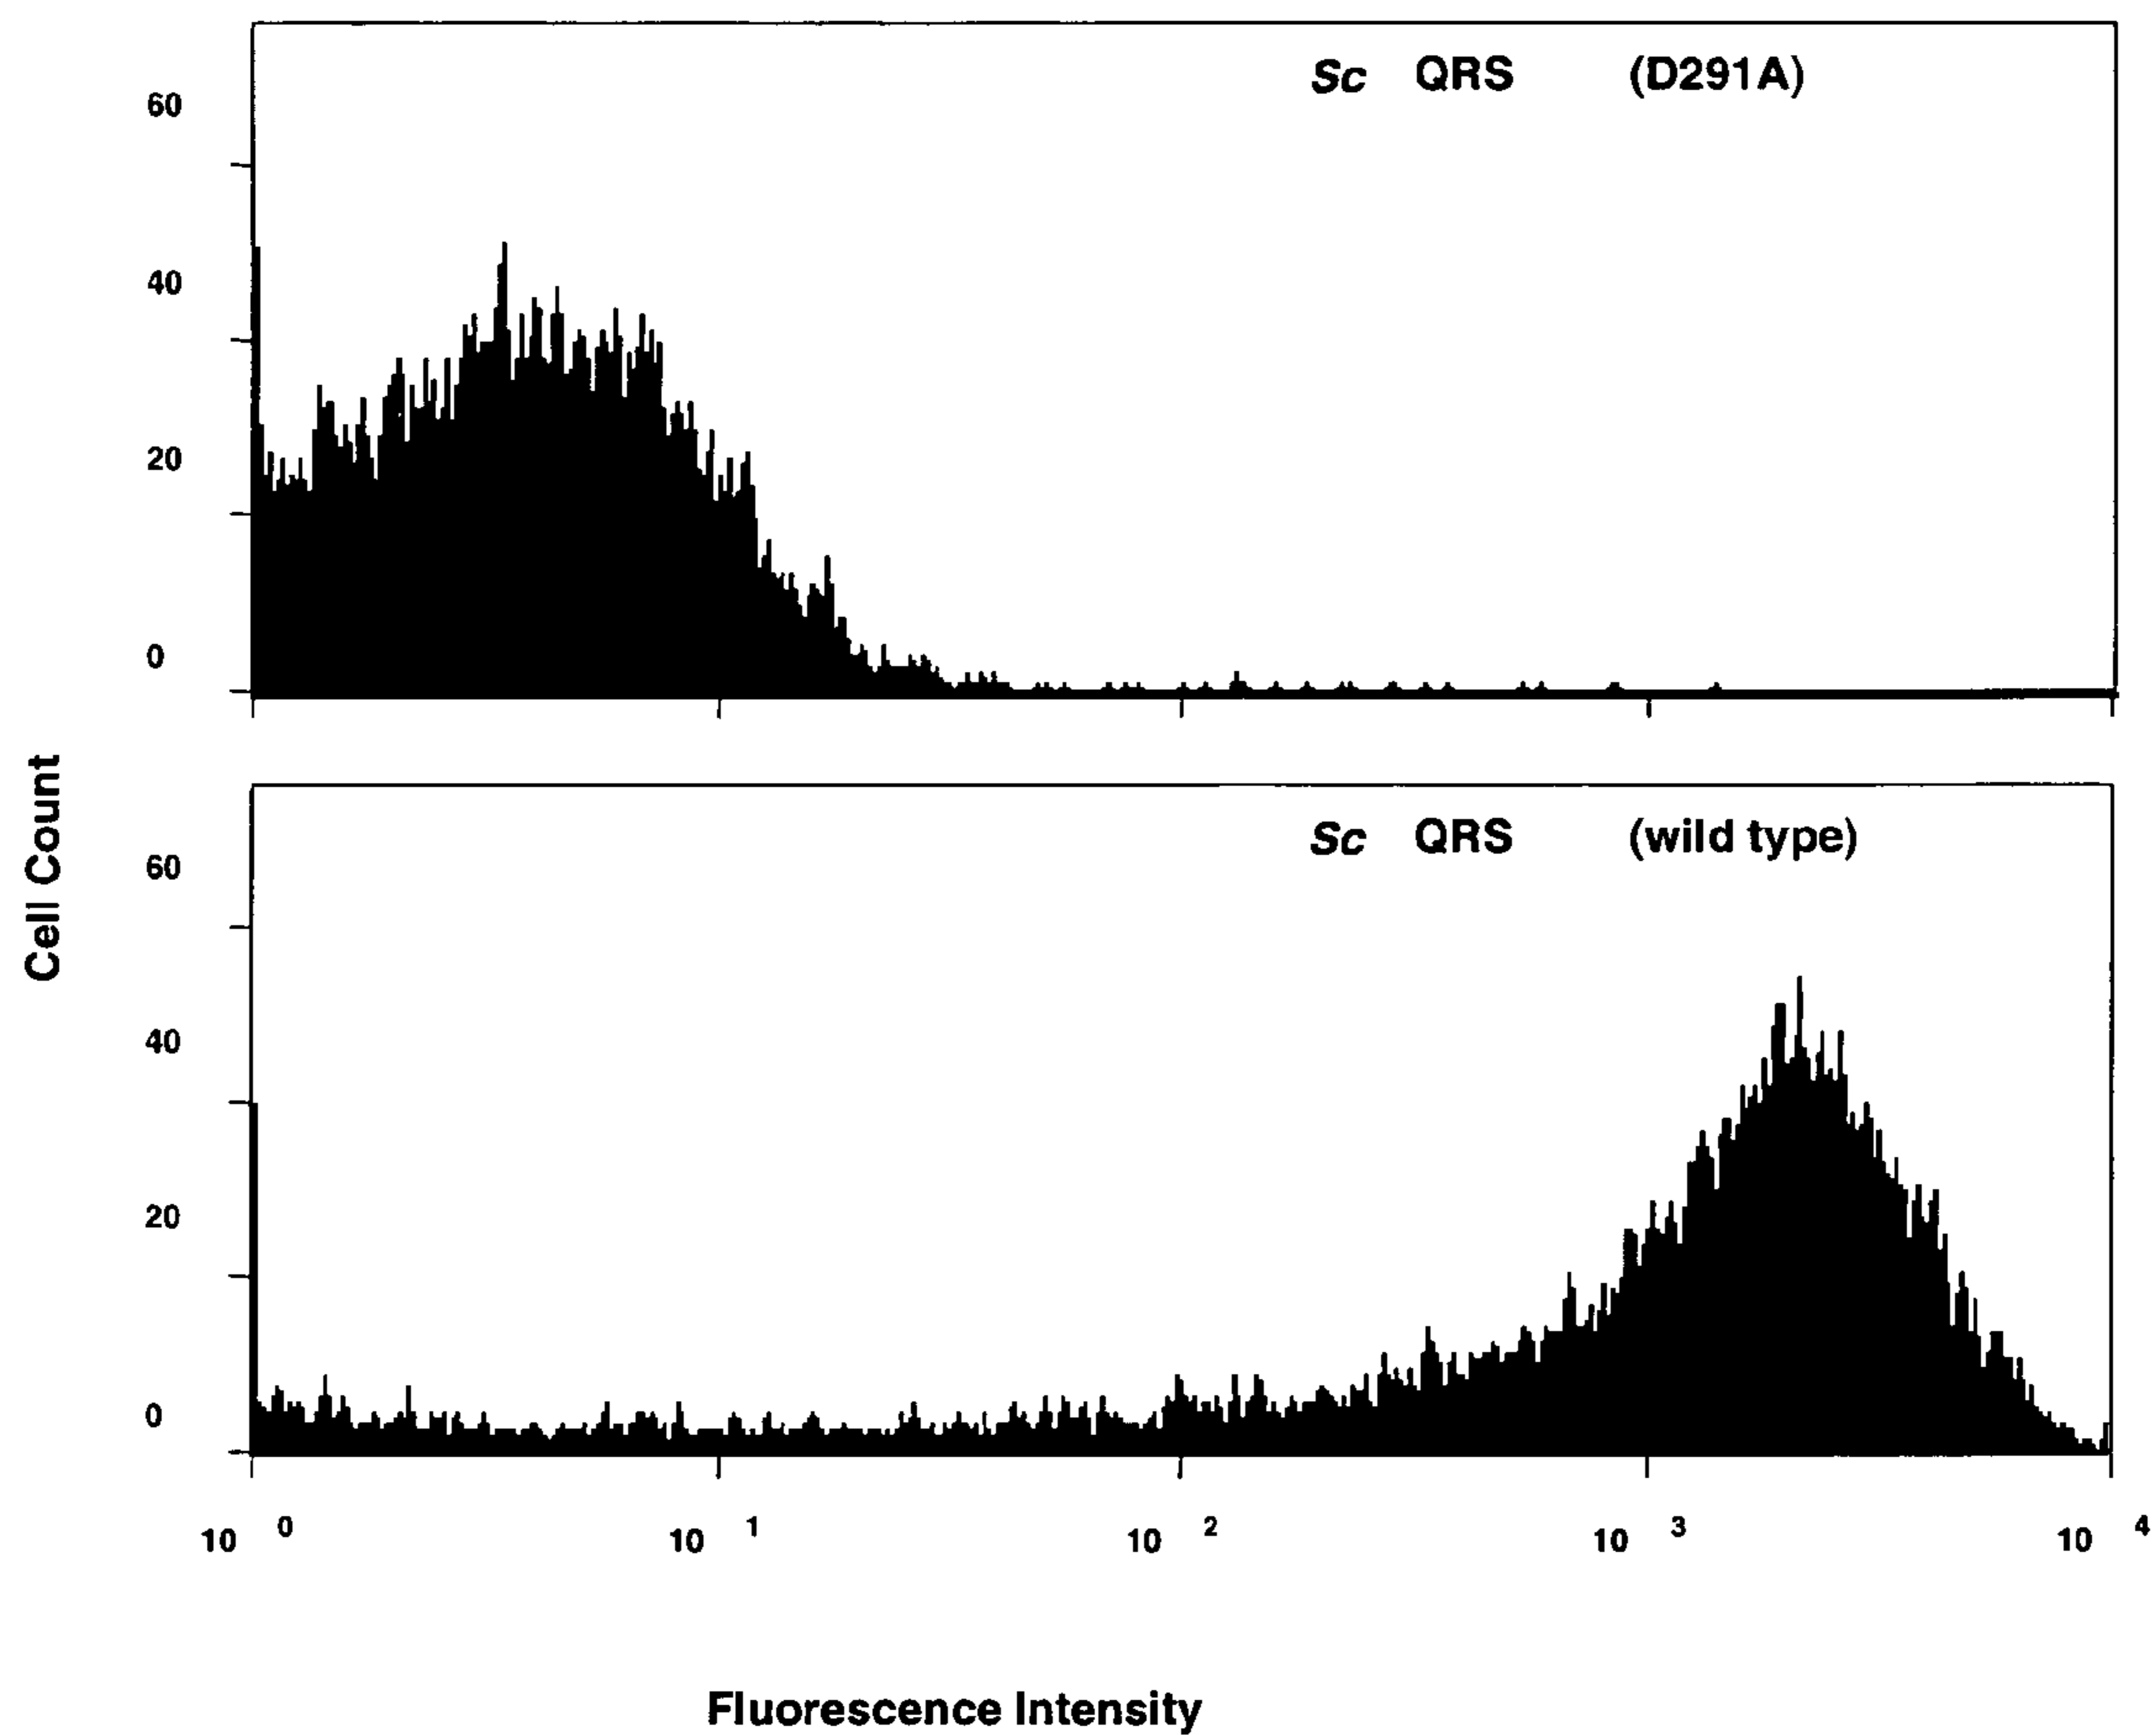 Sc QRS (D291A)
60
40
20
0
Cell Count
Sc QRS (wild type)
60
40
20
0
10 0 10 1 10 2 10 3 10 4
Fluorescence Intensity